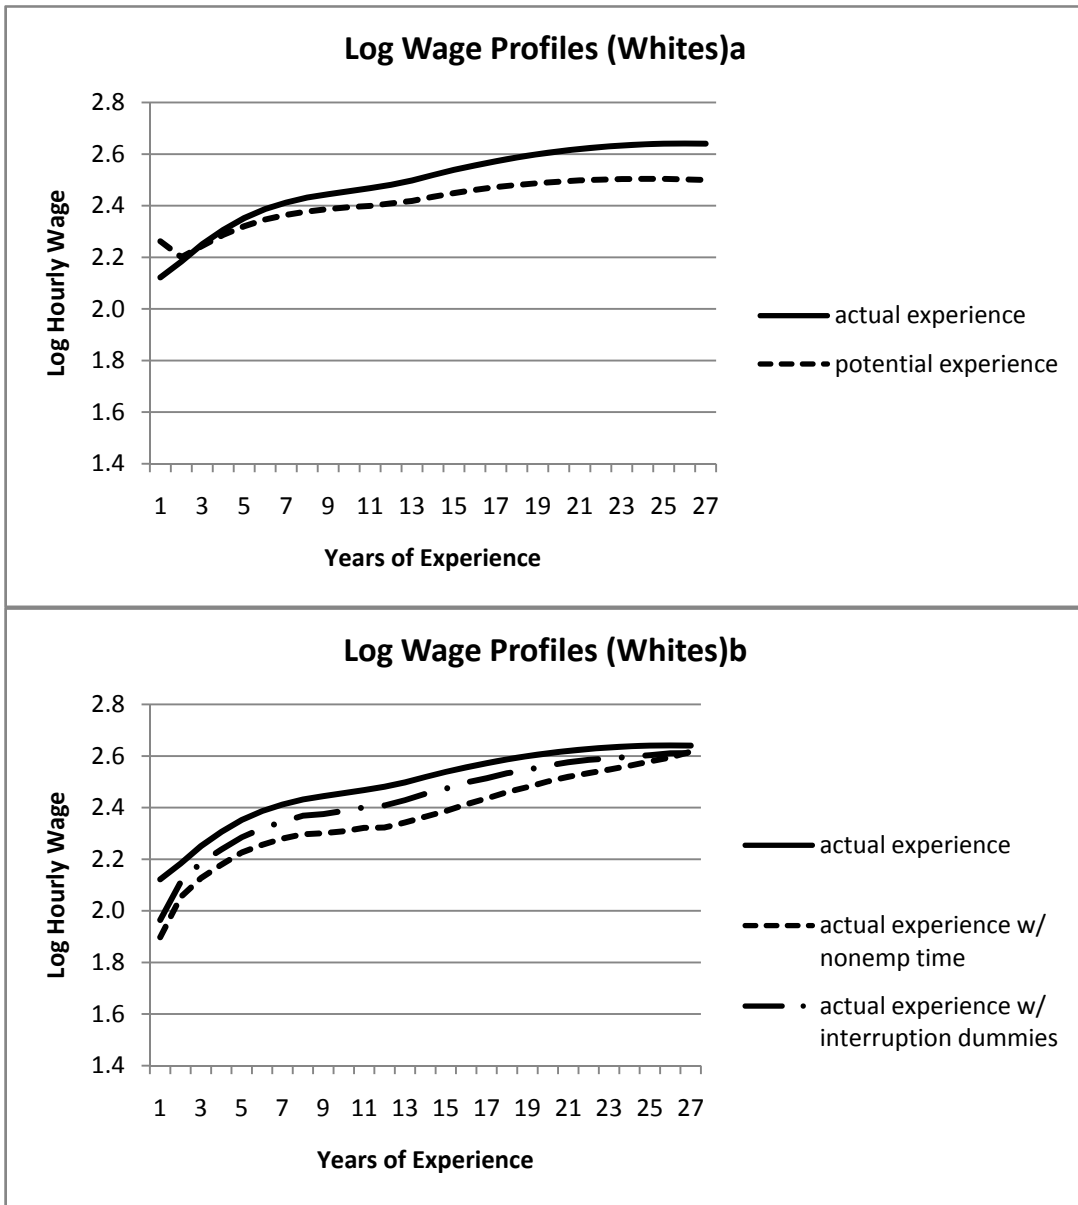 Log Wage Profiles (Whites)a
2.8
2.6
2.4
2.2
2.0
1.8
1.6
1.4
Log Hourly Wage
1 3 5 7 9 11 13 15 17 19 21 23 25 27
Years of Experience
actual experience
potential experience
Log Wage Profiles (Whites)b
2.8
2.6
2.4
2.2
2.0
1.8
1.6
1.4
Log Hourly Wage
1 3 5 7 9 11 13 15 17 19 21 23 25 27
Years of Experience
actual experience
actual experience w/
nonemp time
actual experience w/
interruption dummies